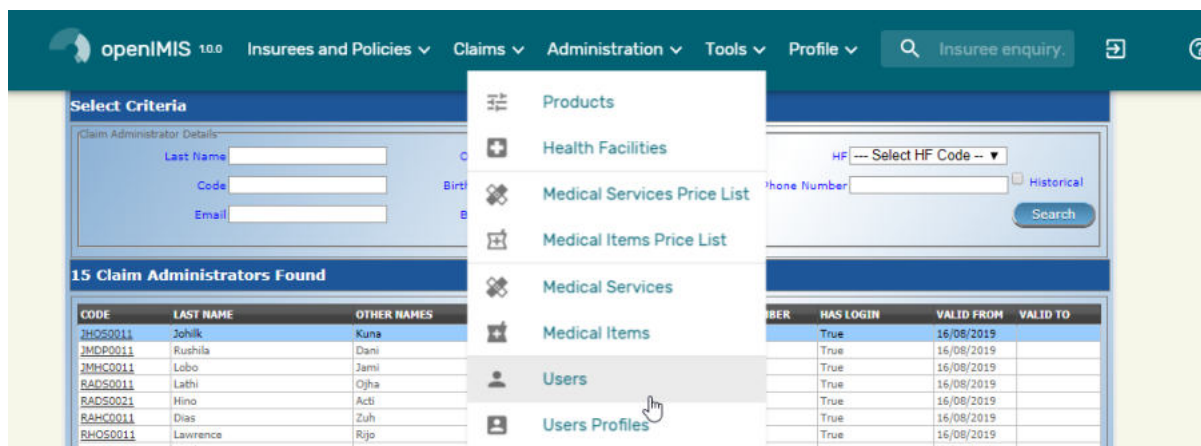 openIMIS 1.0.0 Insurees and Policies Claims Administration Tools Profile Insuree enquiry.
Select Criteria
Products
Claim Administrator Details
Last Name
HF --- Select HF Code -- ▼
Health Facilities
Code
Birth
Phone Number
Historical
Medical Services Price List
Email
Search
Medical Items Price List
15 Claim Administrators Found
Medical Services
CODE LAST NAME OTHER NAMES HAS LOGIN VALID FROM VALID TO
JHOS0011 Johilk Kuna True 16/08/2019
Medical Items
JMDP0011 Rushila Dani True 16/08/2019
JMHC0011 Lobo Jami True 16/08/2019
RADS0011 Lathi Ojha True 16/08/2019
Users
RADS0021 Hino Acti True 16/08/2019
RAHC0011 Dias Zuh True 16/08/2019
Users Profiles
RHOS0011 Lawrence Rijo True 16/08/2019